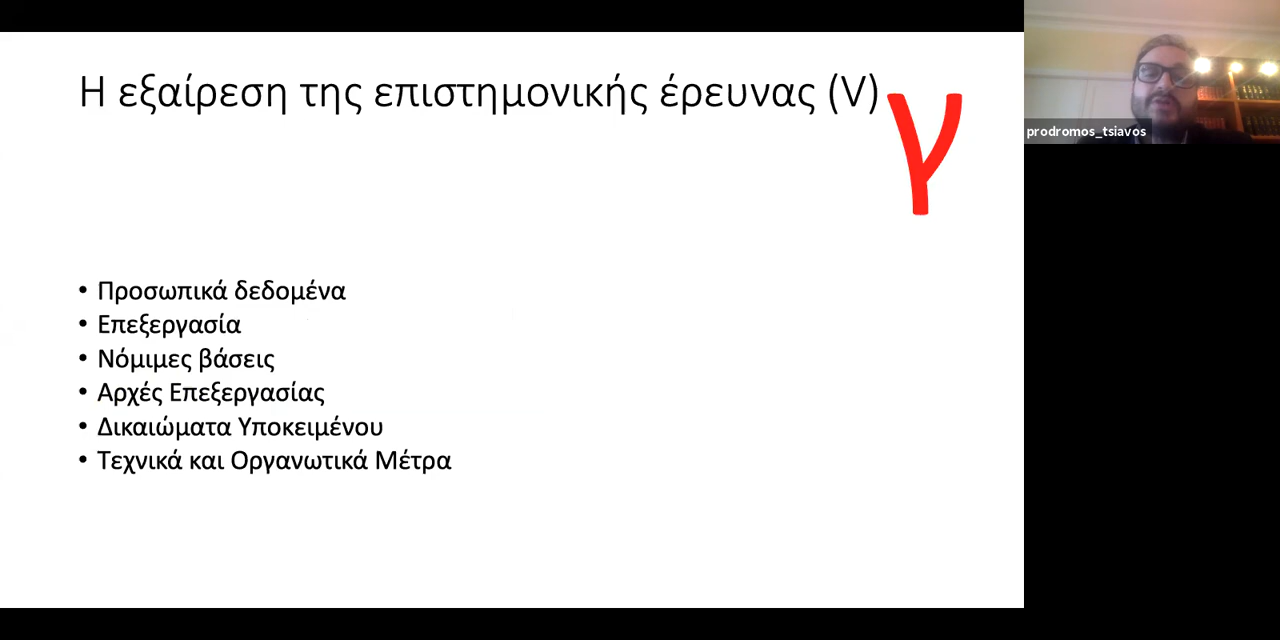 Η εξαίρεση της επιστημονικής έρευνας (V)
γ
prodromos_tsiavos
• Προσωπικά δεδομένα
• Επεξεργασία
• Νόμιμες βάσεις
• Αρχές Επεξεργασίας
• Δικαιώματα Υποκειμένου
• Τεχνικά και Οργανωτικά Μέτρα